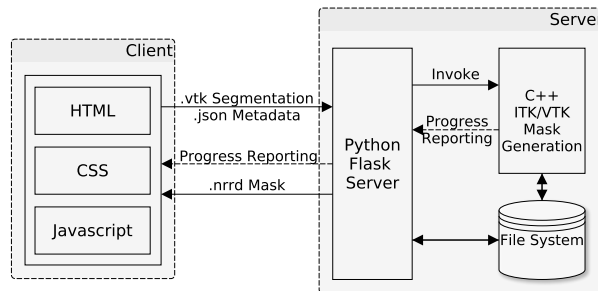 Client
HTML
CSS
Javascript
.vtk Segmentation
.json Metadata
Progress Reporting
.nrrd Mask
Serve
Python
Flask
Server
Invoke
Progress
Reporting
C++
ITK/VTK
Mask
Generation
File System